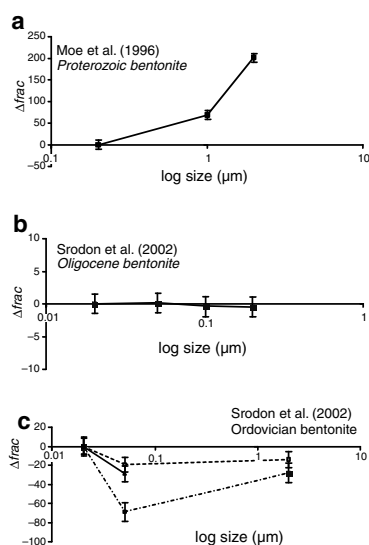 a
Moe et al. (1996)
Proterozoic bentonite
Δfrac
250
200
150
100
50
0
−50
0.1
1
10
log size (µm)
b
Srodon et al. (2002)
Oligocene bentonite
Δfrac
10
5
0
−5
−10
0.01
0.1
1
log size (µm)
c
Srodon et al. (2002)
Ordovician bentonite
Δfrac
20
0
−20
−40
−60
−80
−100
0.01
0.1
1
10
log size (µm)